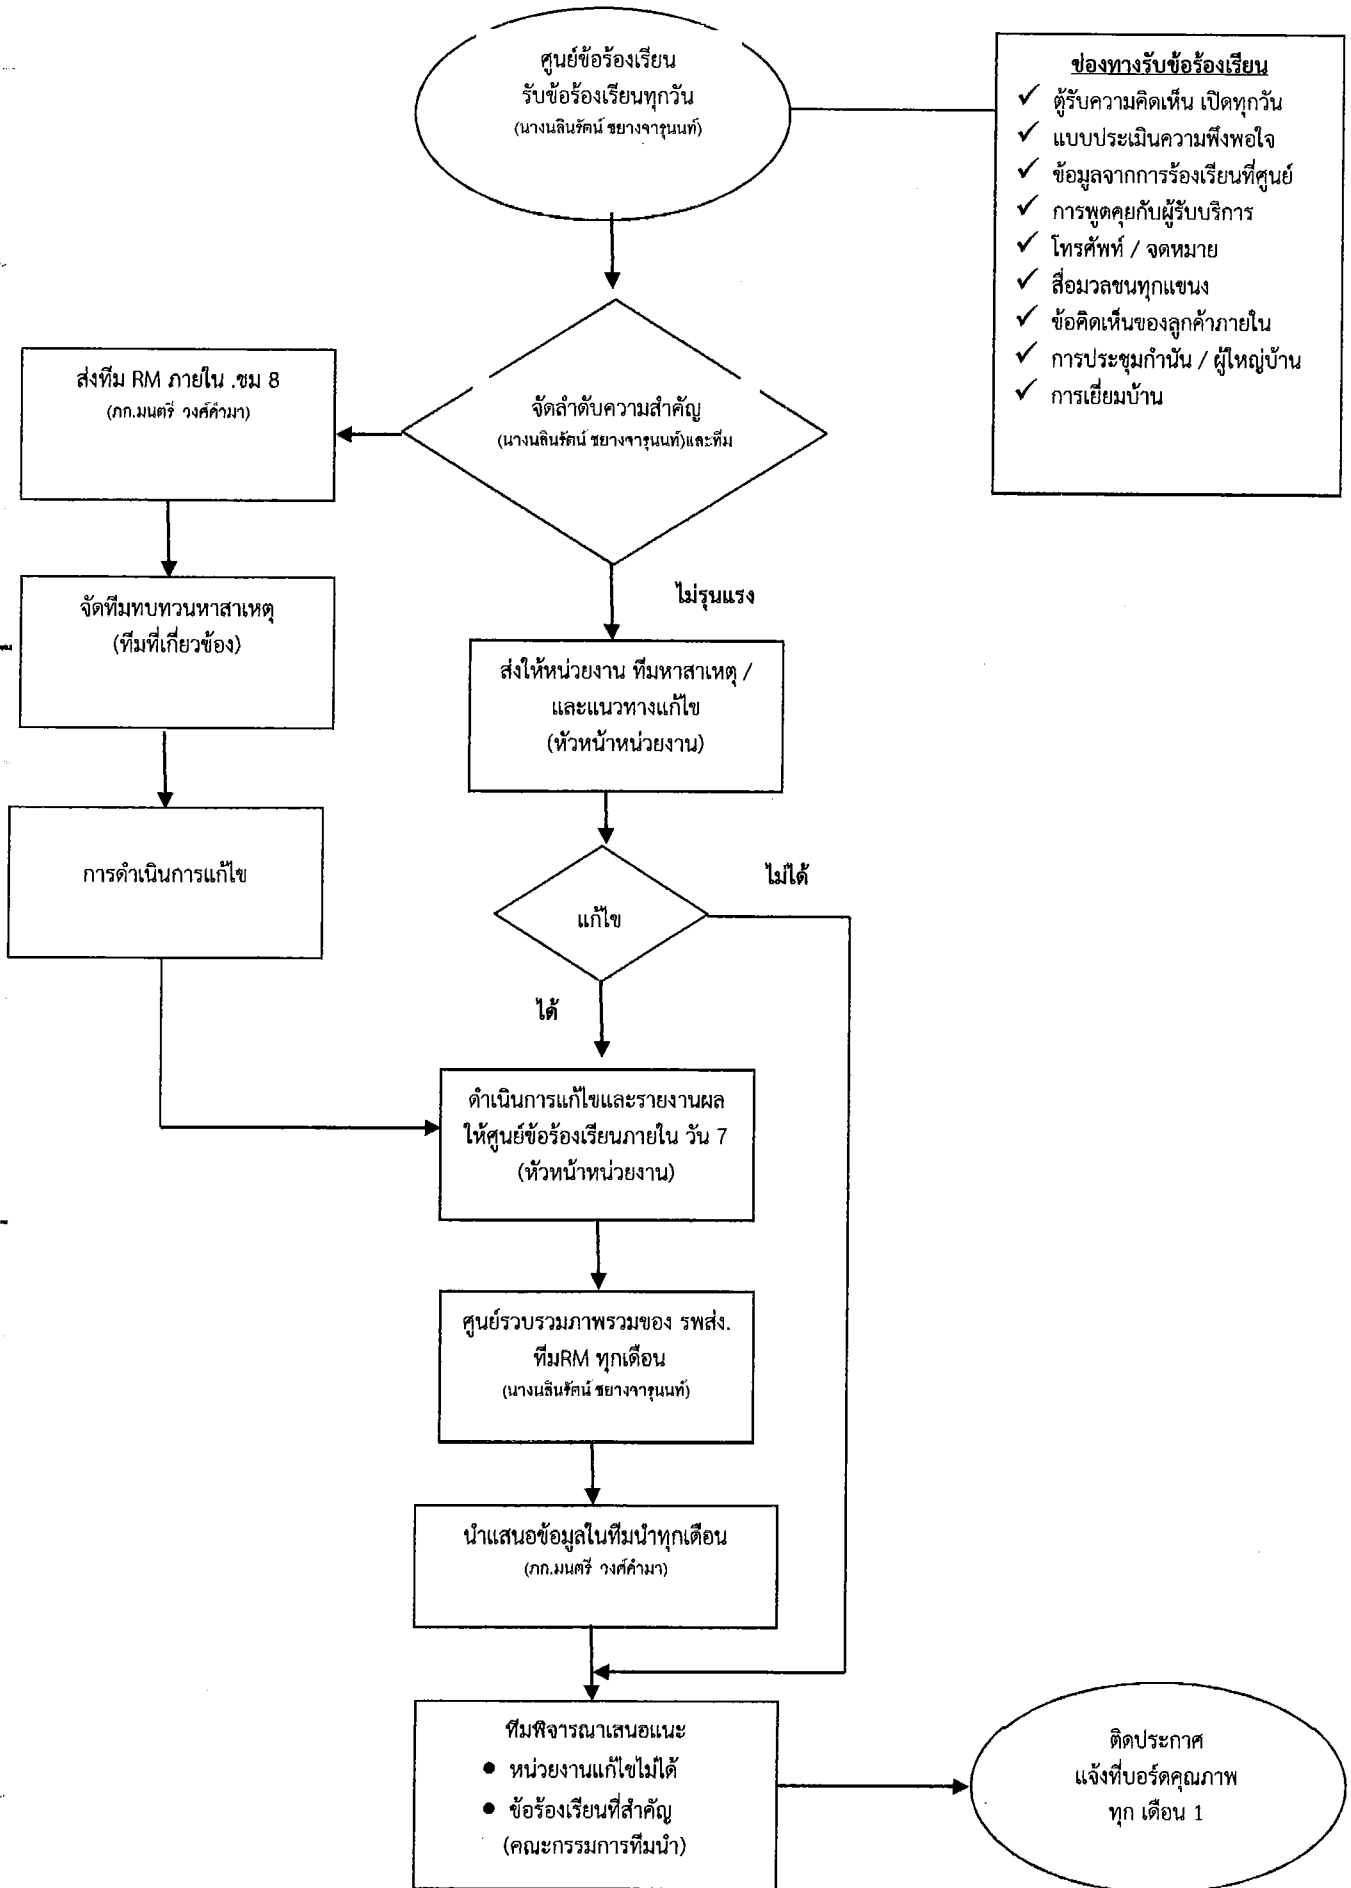 ศูนย์ข้อร้องเรียน
รับข้อร้องเรียนทุกวัน
(นางนลินรัตน์ ชยางจารุนนท์)
ช่องทางรับข้อร้องเรียน
✓ ตู้รับความคิดเห็น เปิดทุกวัน
✓ แบบประเมินความพึงพอใจ
✓ ข้อมูลจากการร้องเรียนที่ศูนย์
✓ การพูดคุยกับผู้รับบริการ
✓ โทรศัพท์ / จดหมาย
✓ สื่อมวลชนทุกแขนง
✓ ข้อคิดเห็นของลูกค้าภายใน
✓ การประชุมกำนัน / ผู้ใหญ่บ้าน
✓ การเยี่ยมบ้าน
จัดลำดับความสำคัญ
(นางนลินรัตน์ ชยางจารุนนท์)และทีม
ส่งทีม RM ภายใน .ชม 8
(ภก.มนตรี วงศ์คำมา)
จัดทีมทบทวนหาสาเหตุ
(ทีมที่เกี่ยวข้อง)
การดำเนินการแก้ไข
ไม่รุนแรง
ส่งให้หน่วยงาน ทีมหาสาเหตุ /
และแนวทางแก้ไข
(หัวหน้าหน่วยงาน)
แก้ไข
ไม่ได้
ได้
ดำเนินการแก้ไขและรายงานผล
ให้ศูนย์ข้อร้องเรียนภายใน วัน 7
(หัวหน้าหน่วยงาน)
ศูนย์รวบรวมภาพรวมของ รพส่ง.
ทีมRM ทุกเดือน
(นางนลินรัตน์ ชยางจารุนนท์)
นำแสนอข้อมูลในทีมนำทุกเดือน
(ภก.มนตรี วงศ์คำมา)
ทีมพิจารณาเสนอแนะ
● หน่วยงานแก้ไขไม่ได้
● ข้อร้องเรียนที่สำคัญ
(คณะกรรมการทีมนำ)
ติดประกาศ
แจ้งที่บอร์ดคุณภาพ
ทุก เดือน 1